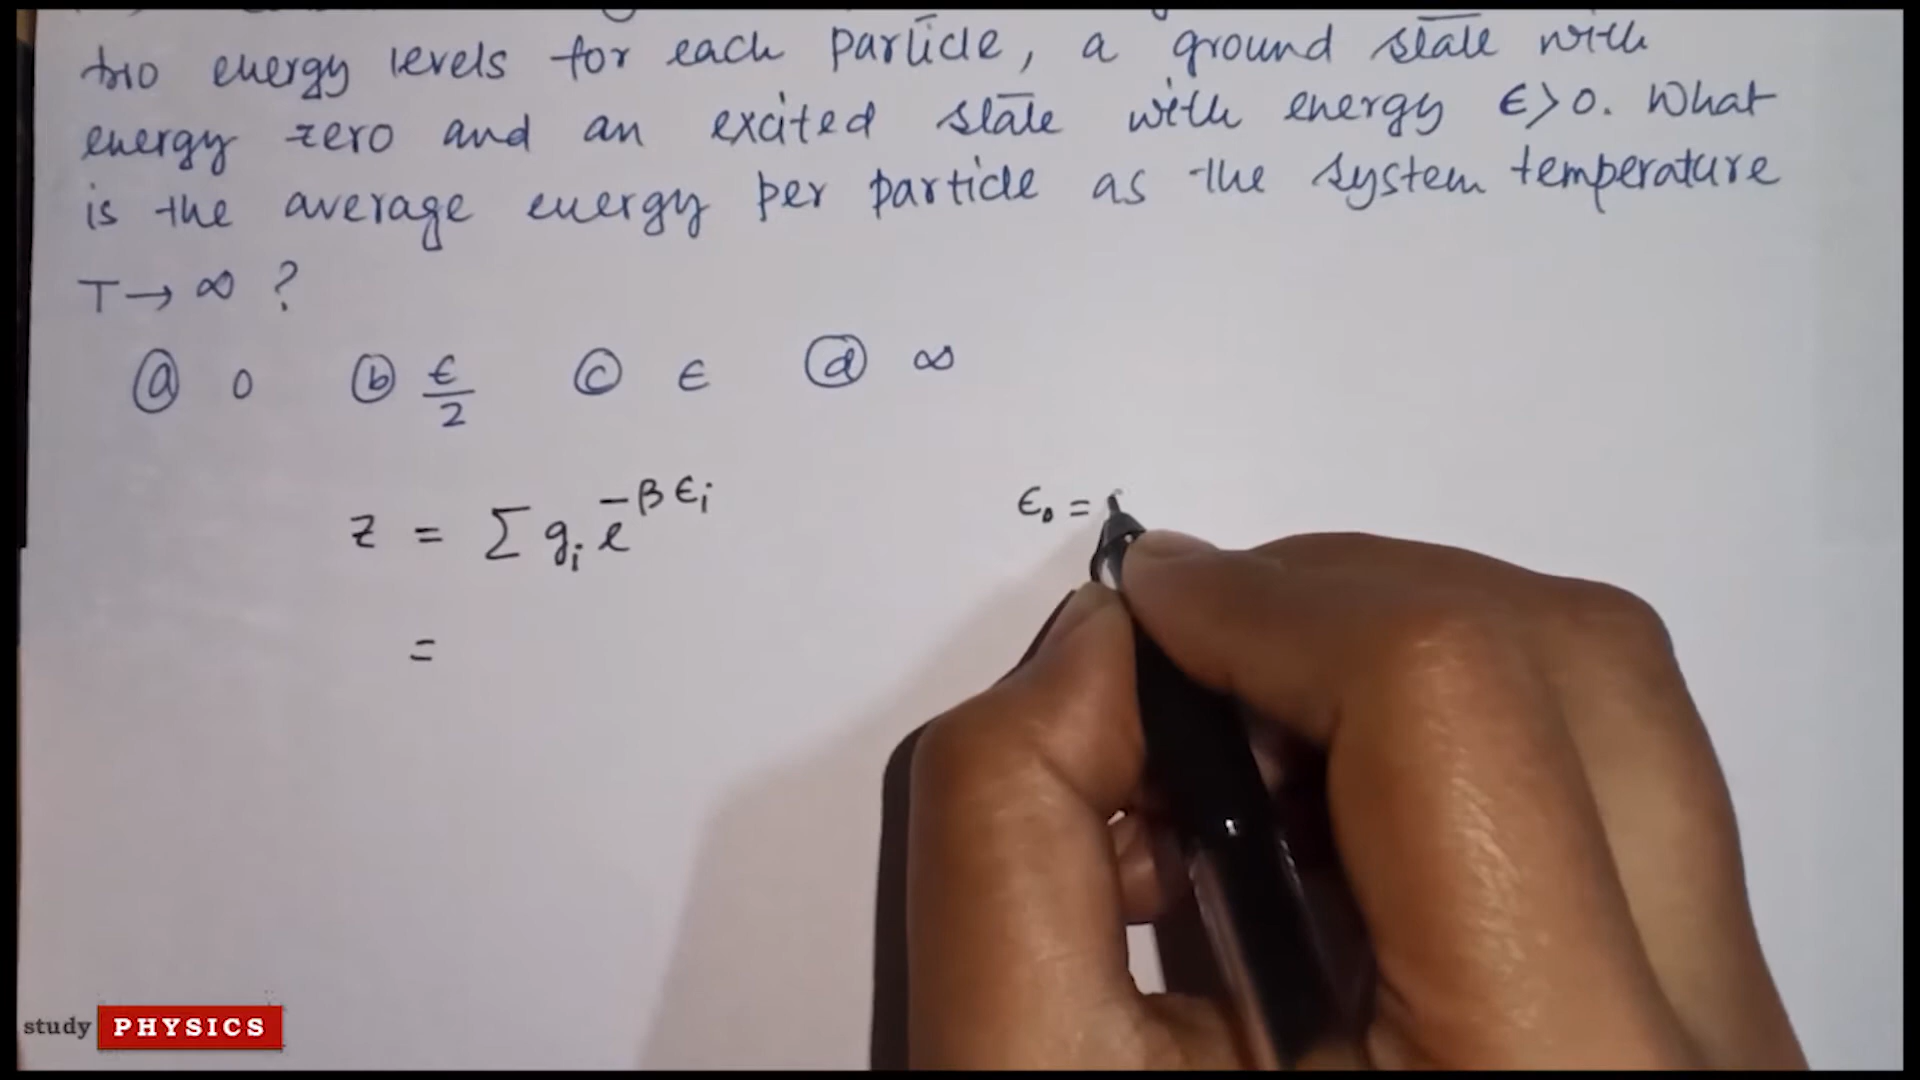 two energy levels for each particle, a ground state with
energy zero and an excited state with energy ϵ>0. What
is the average energy per particle as the system temperature
T→ ∞ ?
ⓐ 0 ⓑ ϵ/2 ⓒ ϵ ⓓ ∞
z = Σ gᵢ e^{-βϵᵢ}
ϵ₀ =
=
study PHYSICS